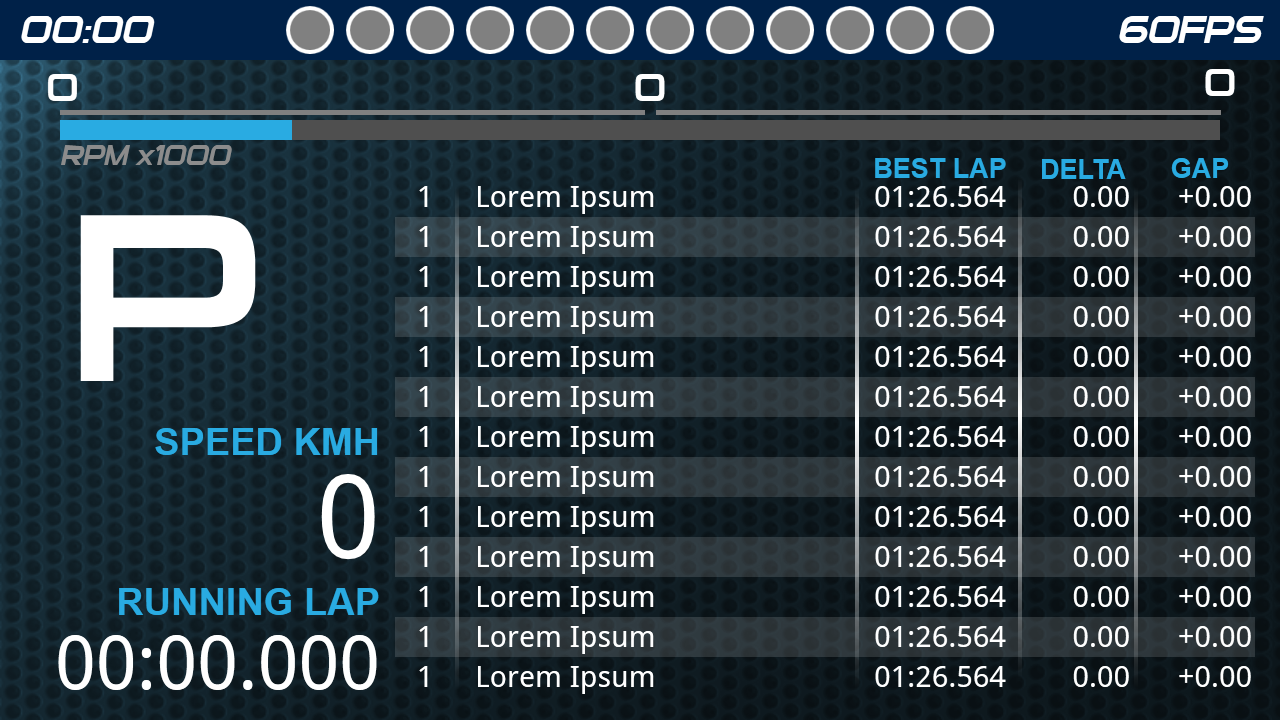 00:00 60FPS
0 0 0
RPM x1000
BEST LAP DELTA GAP
1 Lorem Ipsum 01:26.564 0.00 +0.00
1 Lorem Ipsum 01:26.564 0.00 +0.00
1 Lorem Ipsum 01:26.564 0.00 +0.00
1 Lorem Ipsum 01:26.564 0.00 +0.00
1 Lorem Ipsum 01:26.564 0.00 +0.00
1 Lorem Ipsum 01:26.564 0.00 +0.00
1 Lorem Ipsum 01:26.564 0.00 +0.00
1 Lorem Ipsum 01:26.564 0.00 +0.00
1 Lorem Ipsum 01:26.564 0.00 +0.00
1 Lorem Ipsum 01:26.564 0.00 +0.00
1 Lorem Ipsum 01:26.564 0.00 +0.00
1 Lorem Ipsum 01:26.564 0.00 +0.00
1 Lorem Ipsum 01:26.564 0.00 +0.00
P
SPEED KMH
0
RUNNING LAP
00:00.000